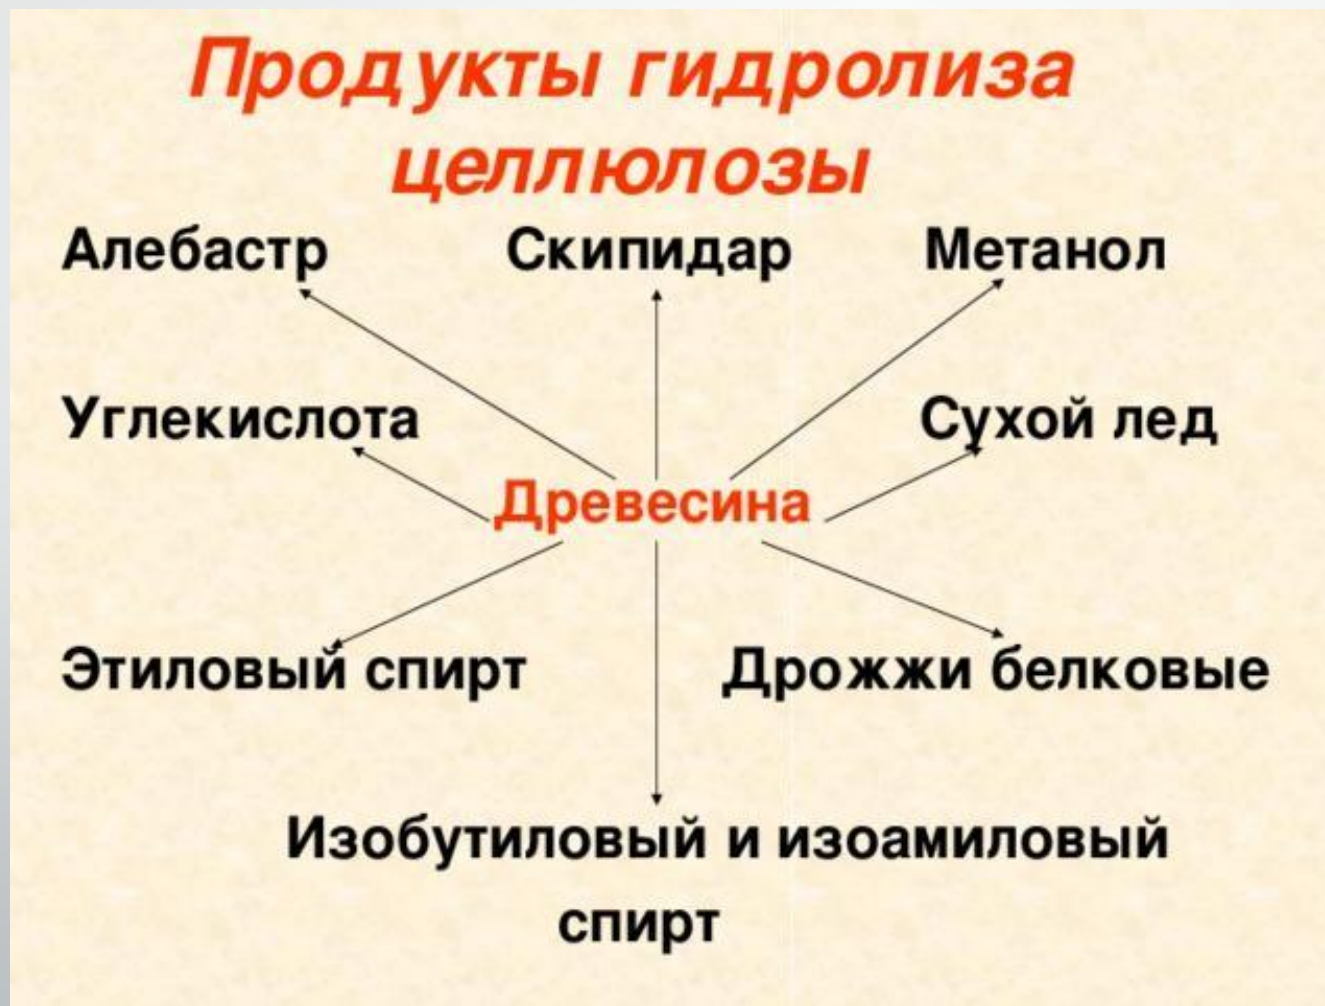 Продукты гидролиза
целлюлозы
Алебастр Скипидар Метанол
Углекислота Сухой лед
Древесина
Этиловый спирт Дрожжи белковые
Изобутиловый и изоамиловый
спирт